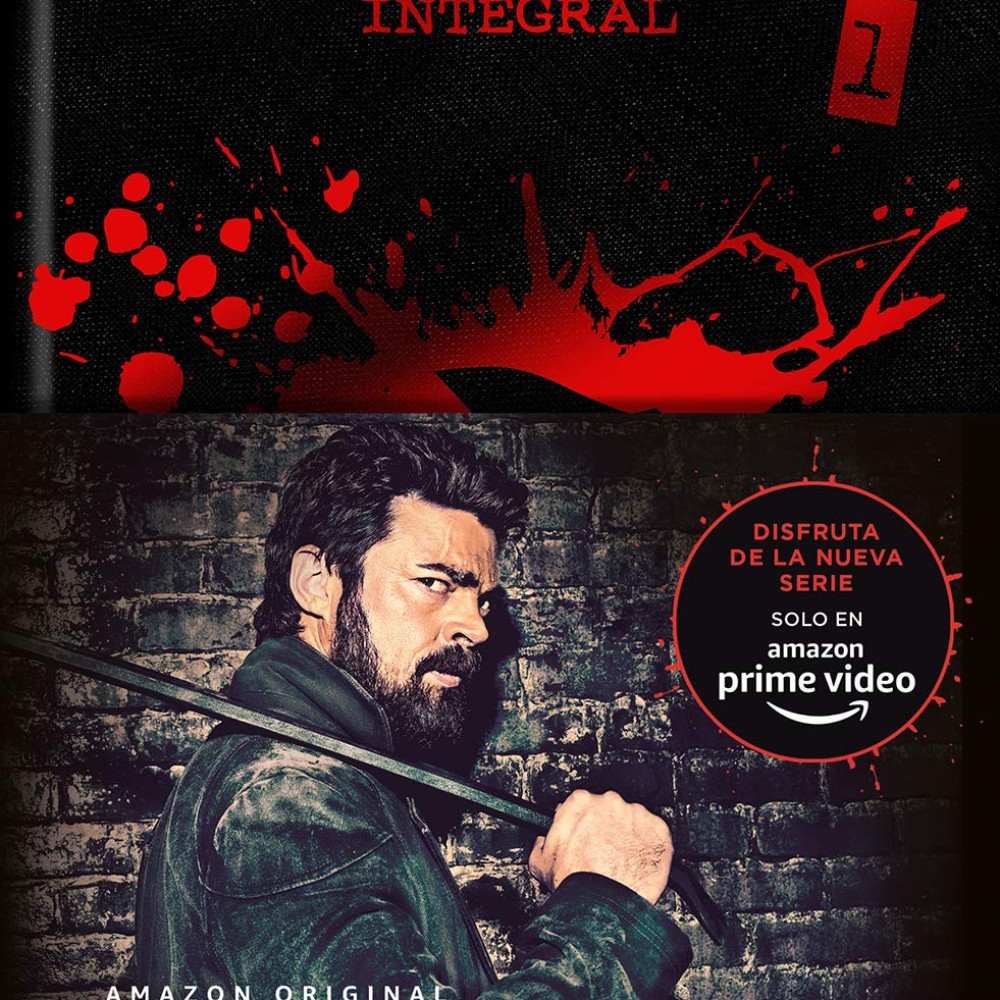 INTEGRAL
1
DISFRUTA
DE LA NUEVA
SERIE
SOLO EN
amazon
prime video
AMAZON ORIGINAL